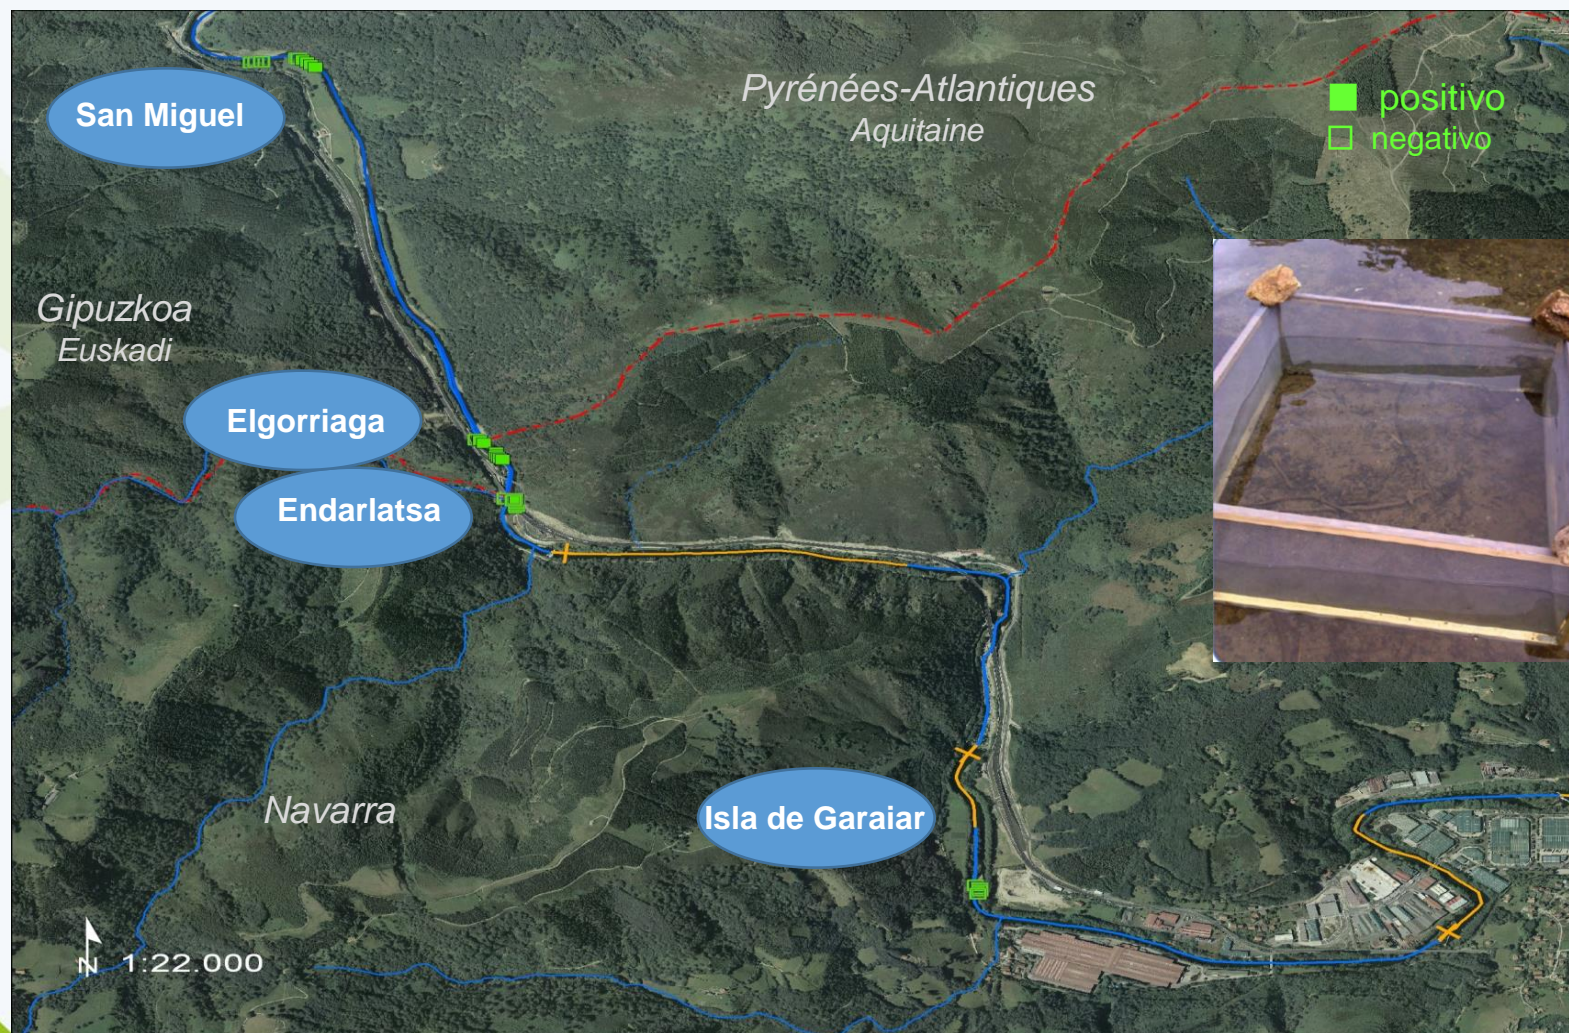 San Miguel
Pyrénées-Atlantiques
Aquitaine
positivo
negativo
Gipuzkoa
Euskadi
Elgorriaga
Endarlatsa
Navarra
Isla de Garaiar
N 1:22.000